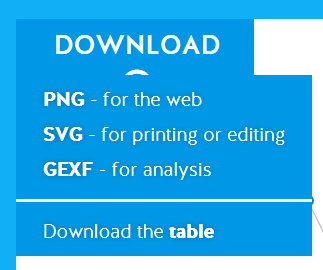 DOWNLOAD
PNG - for the web
SVG - for printing or editing
GEXF - for analysis
Download the table